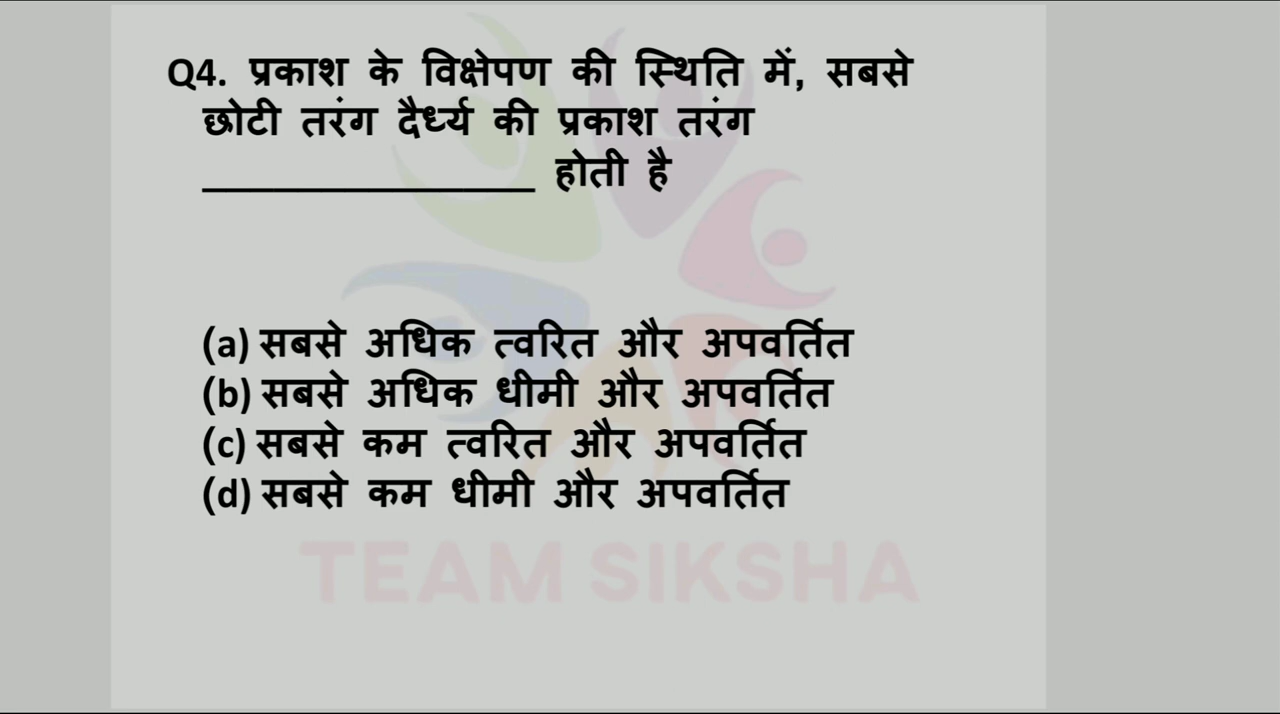 Q4. प्रकाश के विक्षेपण की स्थिति में, सबसे
छोटी तरंग दैर्ध्य की प्रकाश तरंग
________________ होती है
(a) सबसे अधिक त्वरित और अपवर्तित
(b) सबसे अधिक धीमी और अपवर्तित
(c) सबसे कम त्वरित और अपवर्तित
(d) सबसे कम धीमी और अपवर्तित
TEAM SIKSHA